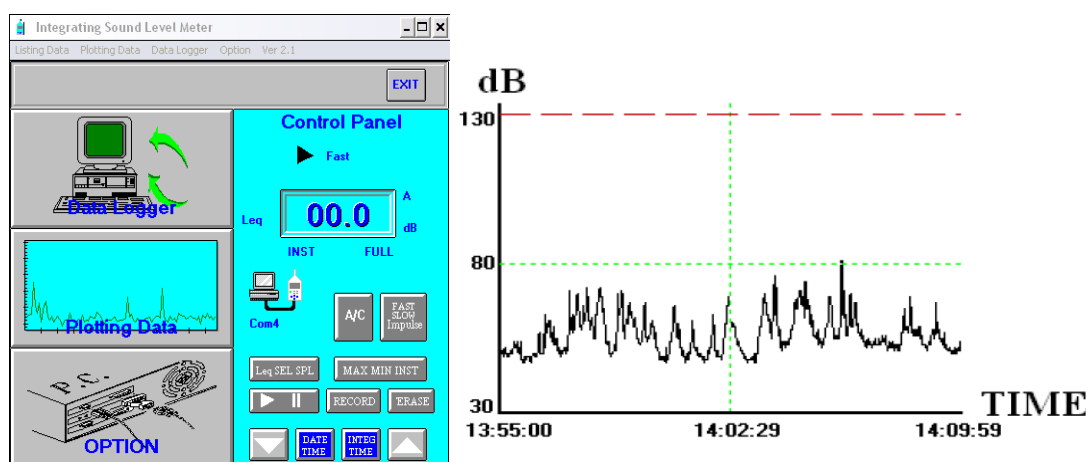 Integrating Sound Level Meter
Listing Data Plotting Data Data Logger Option Ver 2.1
EXIT
Data Logger
Plotting Data
P.C.
OPTION
Control Panel
Fast
Leq 00.0 A dB
INST FULL
Com4
A/C
FAST
SLOW
Impulse
Leq SEL SPL MAX MIN INST
RECORD ERASE
DATE TIME
INTEG TIME
dB
130
80
30
TIME
13:55:00 14:02:29 14:09:59